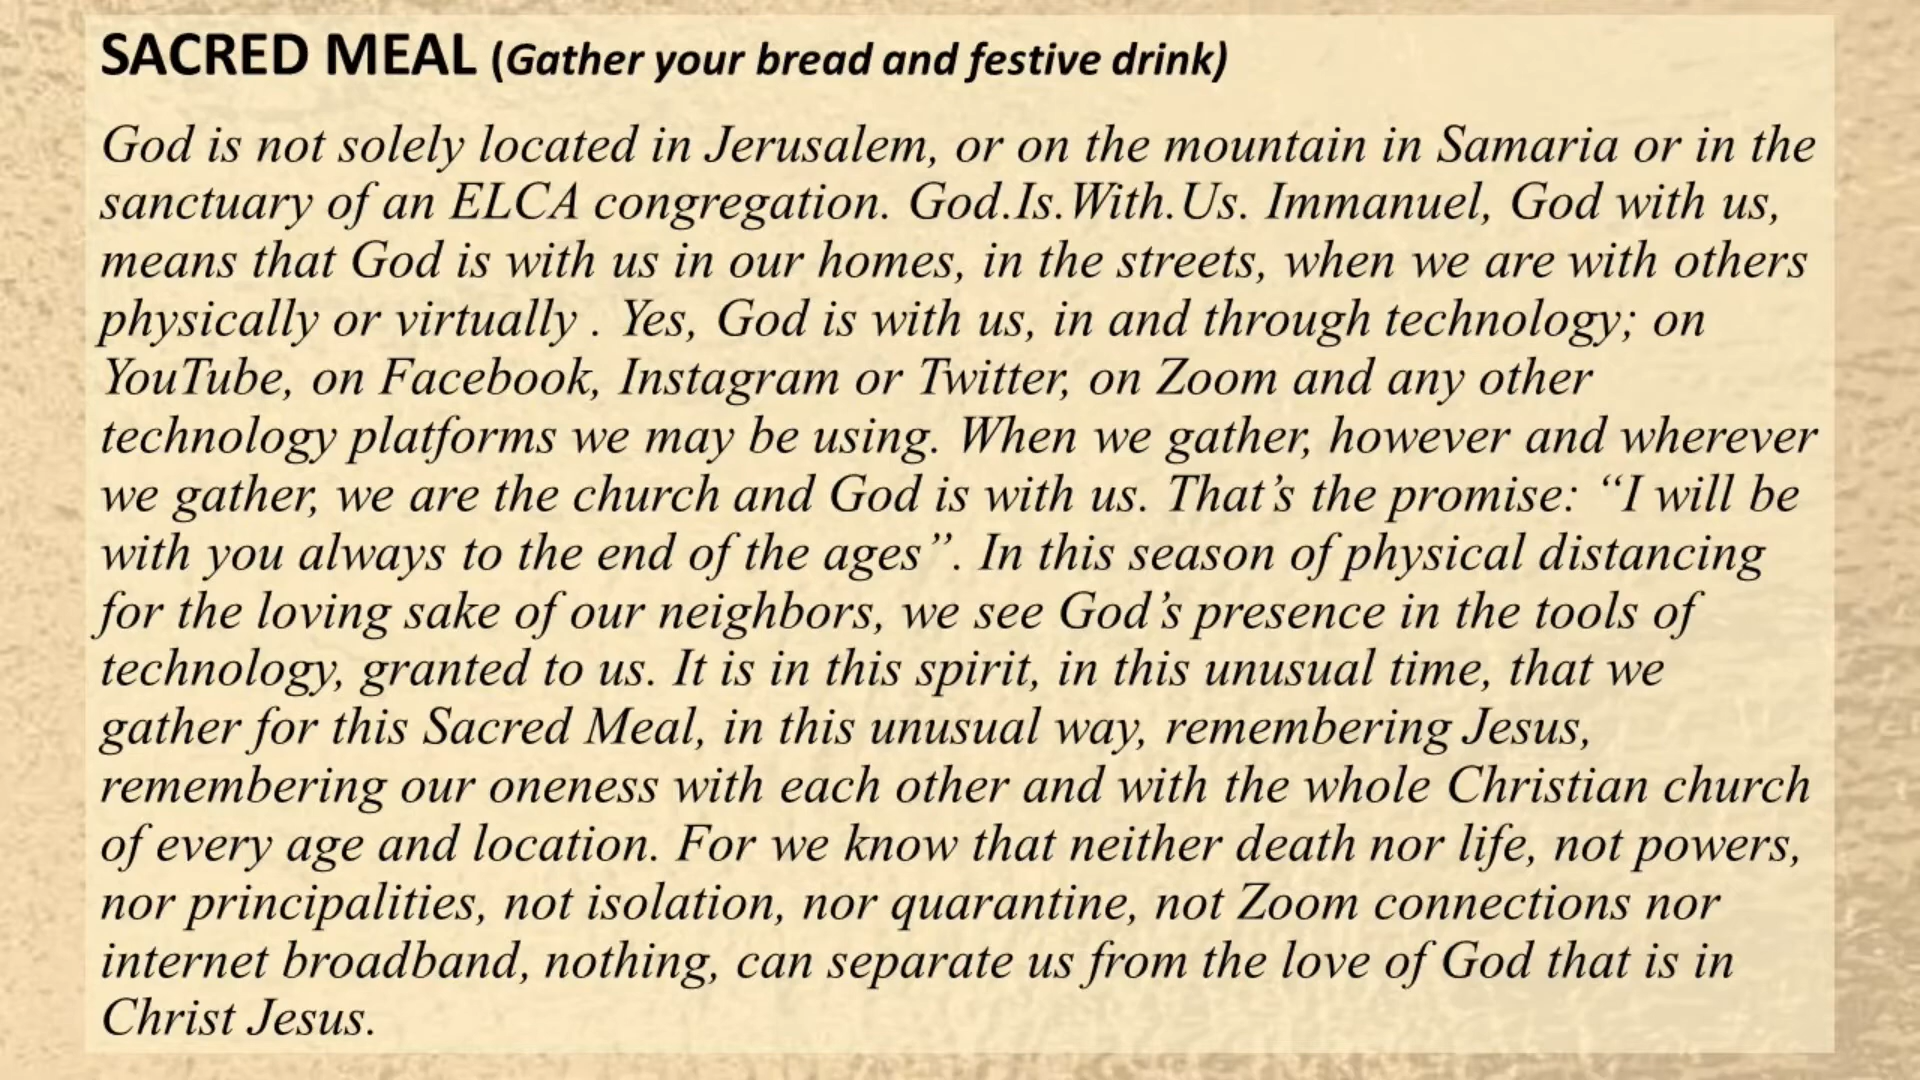 SACRED MEAL (Gather your bread and festive drink)
God is not solely located in Jerusalem, or on the mountain in Samaria or in the
sanctuary of an ELCA congregation. God.Is.With.Us. Immanuel, God with us,
means that God is with us in our homes, in the streets, when we are with others
physically or virtually . Yes, God is with us, in and through technology; on
YouTube, on Facebook, Instagram or Twitter, on Zoom and any other
technology platforms we may be using. When we gather, however and wherever
we gather, we are the church and God is with us. That’s the promise: “I will be
with you always to the end of the ages”. In this season of physical distancing
for the loving sake of our neighbors, we see God’s presence in the tools of
technology, granted to us. It is in this spirit, in this unusual time, that we
gather for this Sacred Meal, in this unusual way, remembering Jesus,
remembering our oneness with each other and with the whole Christian church
of every age and location. For we know that neither death nor life, not powers,
nor principalities, not isolation, nor quarantine, not Zoom connections nor
internet broadband, nothing, can separate us from the love of God that is in
Christ Jesus.